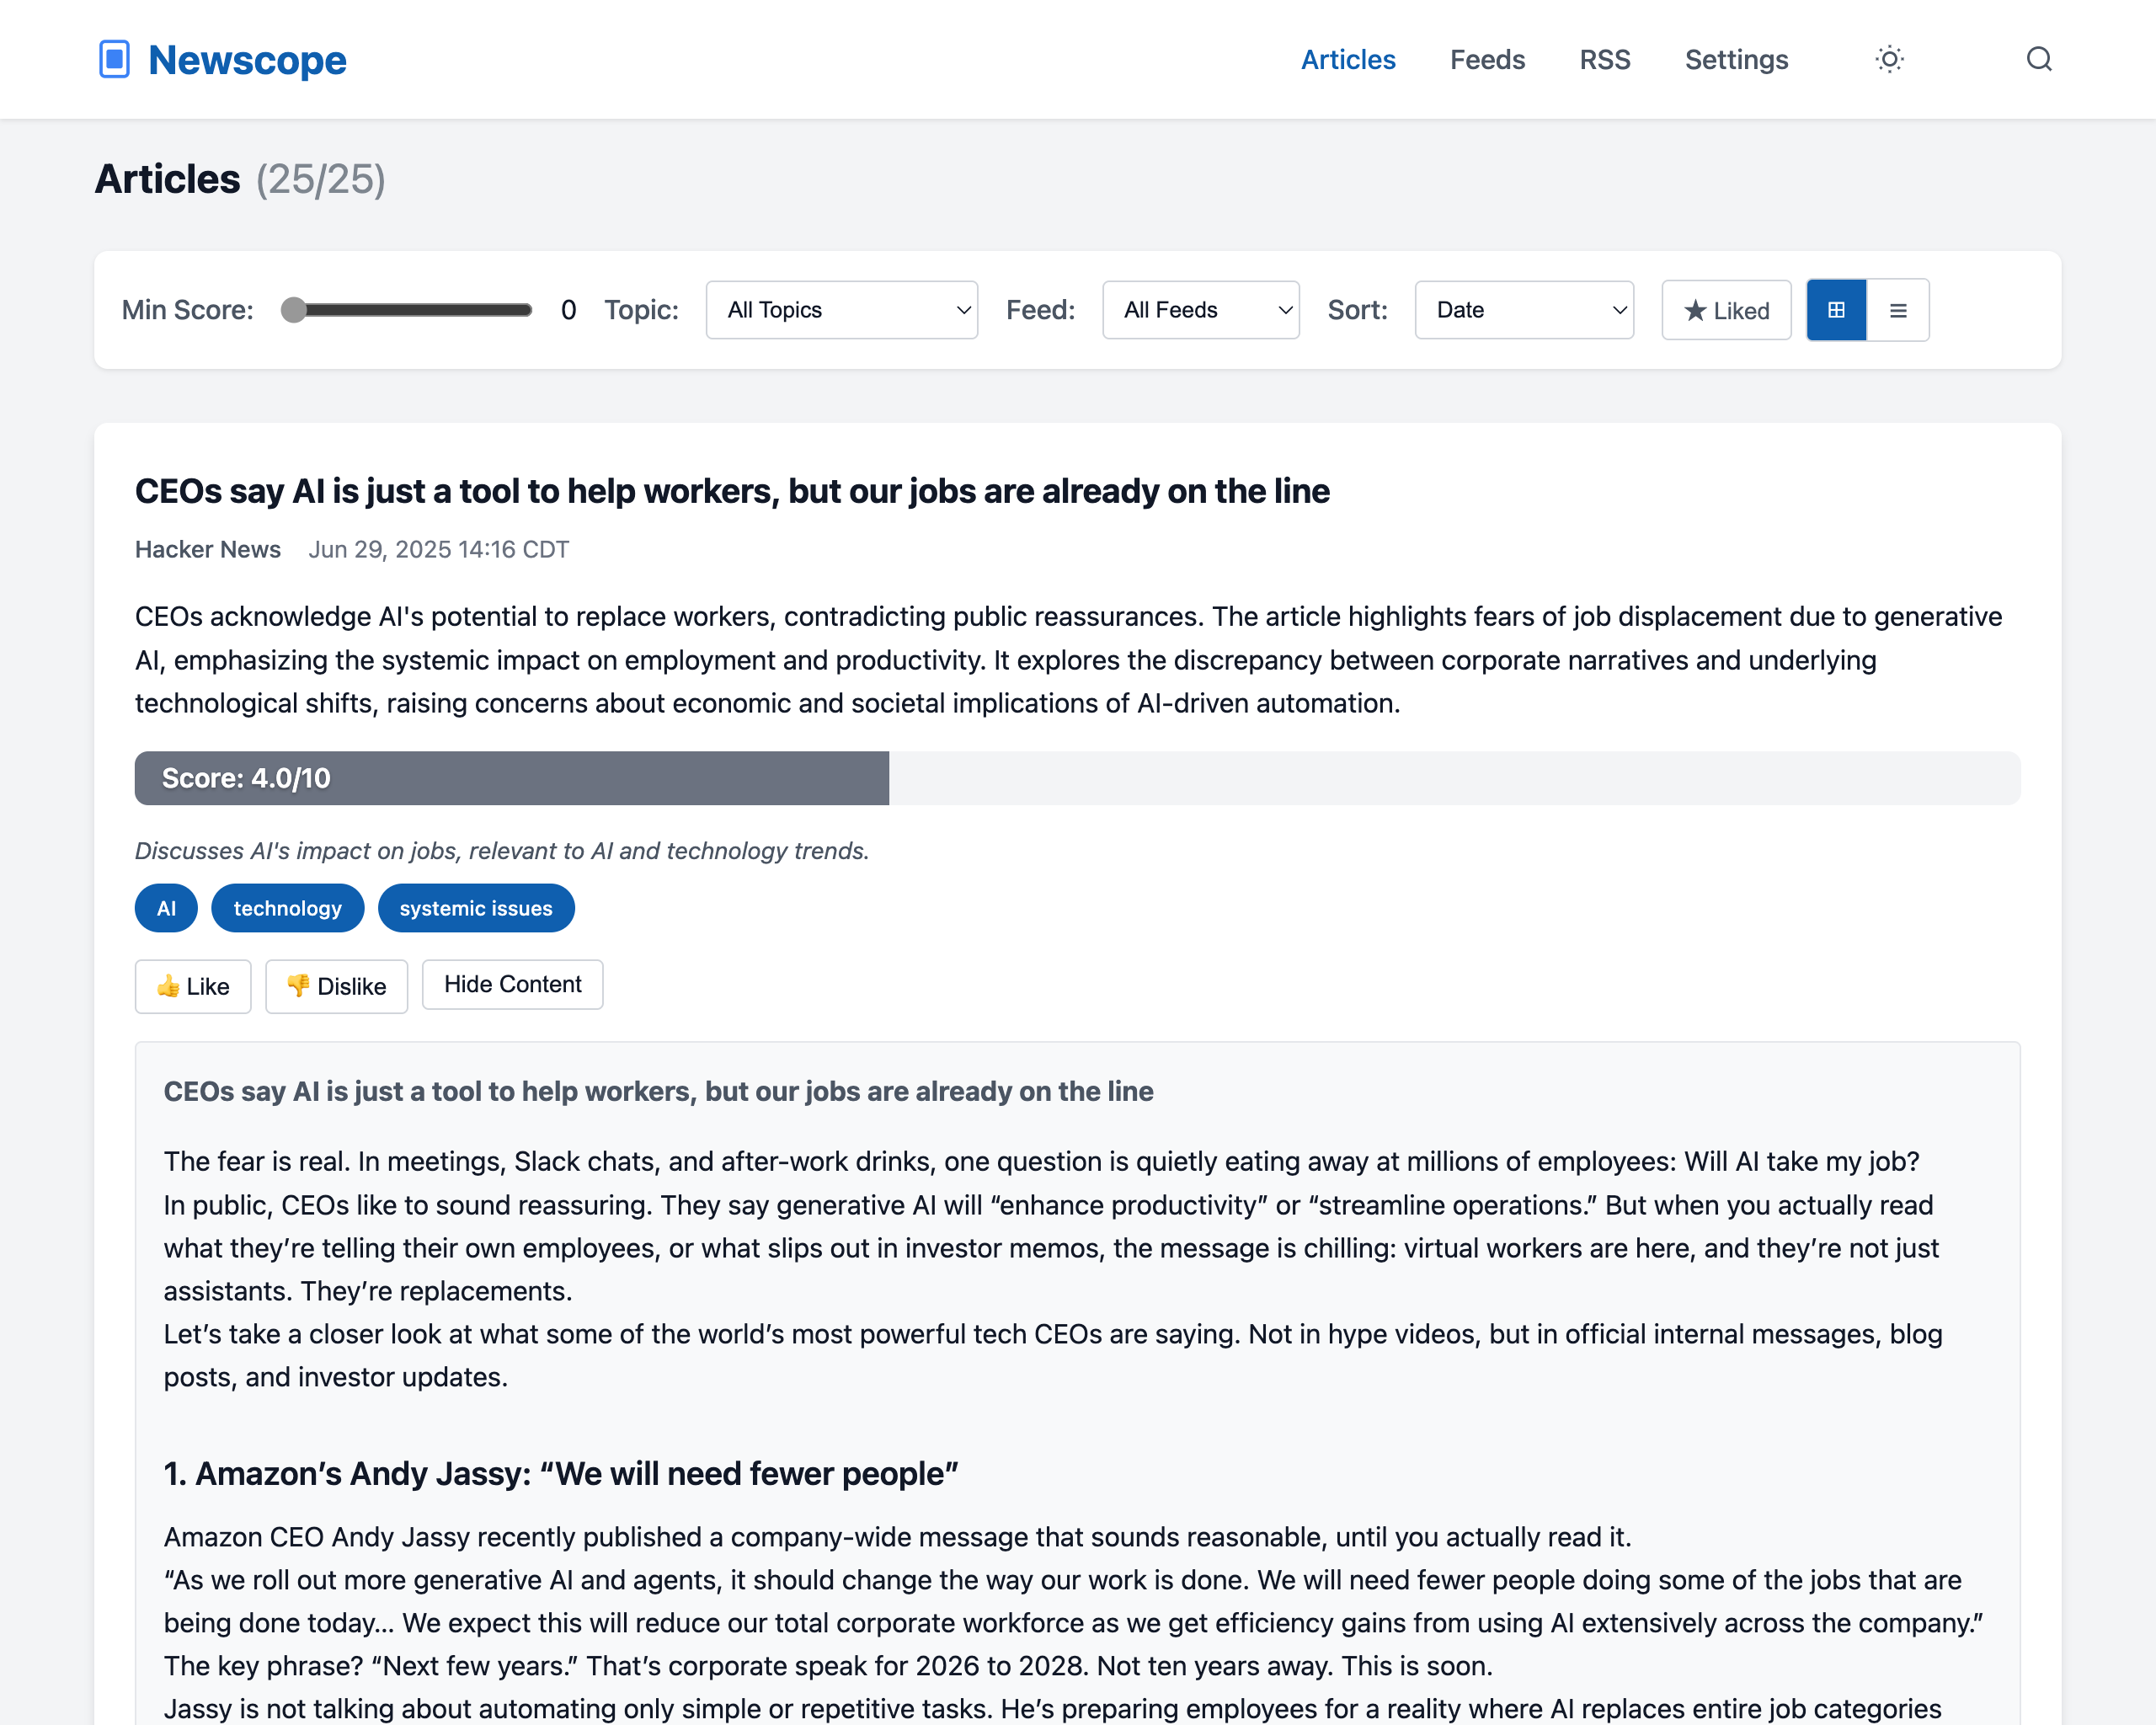 Newscope
Articles
Feeds
RSS
Settings
Articles (25/25)
Min Score:
0
Topic:
All Topics
Feed:
All Feeds
Sort:
Date
★ Liked
CEOs say AI is just a tool to help workers, but our jobs are already on the line
Hacker News Jun 29, 2025 14:16 CDT
CEOs acknowledge AI's potential to replace workers, contradicting public reassurances. The article highlights fears of job displacement due to generative
AI, emphasizing the systemic impact on employment and productivity. It explores the discrepancy between corporate narratives and underlying
technological shifts, raising concerns about economic and societal implications of AI-driven automation.
Score: 4.0/10
Discusses AI's impact on jobs, relevant to AI and technology trends.
AI
technology
systemic issues
👍 Like
👎 Dislike
Hide Content
CEOs say AI is just a tool to help workers, but our jobs are already on the line
The fear is real. In meetings, Slack chats, and after-work drinks, one question is quietly eating away at millions of employees: Will AI take my job?
In public, CEOs like to sound reassuring. They say generative AI will “enhance productivity” or “streamline operations.” But when you actually read
what they’re telling their own employees, or what slips out in investor memos, the message is chilling: virtual workers are here, and they’re not just
assistants. They’re replacements.
Let’s take a closer look at what some of the world’s most powerful tech CEOs are saying. Not in hype videos, but in official internal messages, blog
posts, and investor updates.
1. Amazon’s Andy Jassy: “We will need fewer people”
Amazon CEO Andy Jassy recently published a company-wide message that sounds reasonable, until you actually read it.
“As we roll out more generative AI and agents, it should change the way our work is done. We will need fewer people doing some of the jobs that are
being done today… We expect this will reduce our total corporate workforce as we get efficiency gains from using AI extensively across the company.”
The key phrase? “Next few years.” That’s corporate speak for 2026 to 2028. Not ten years away. This is soon.
Jassy is not talking about automating only simple or repetitive tasks. He’s preparing employees for a reality where AI replaces entire job categories